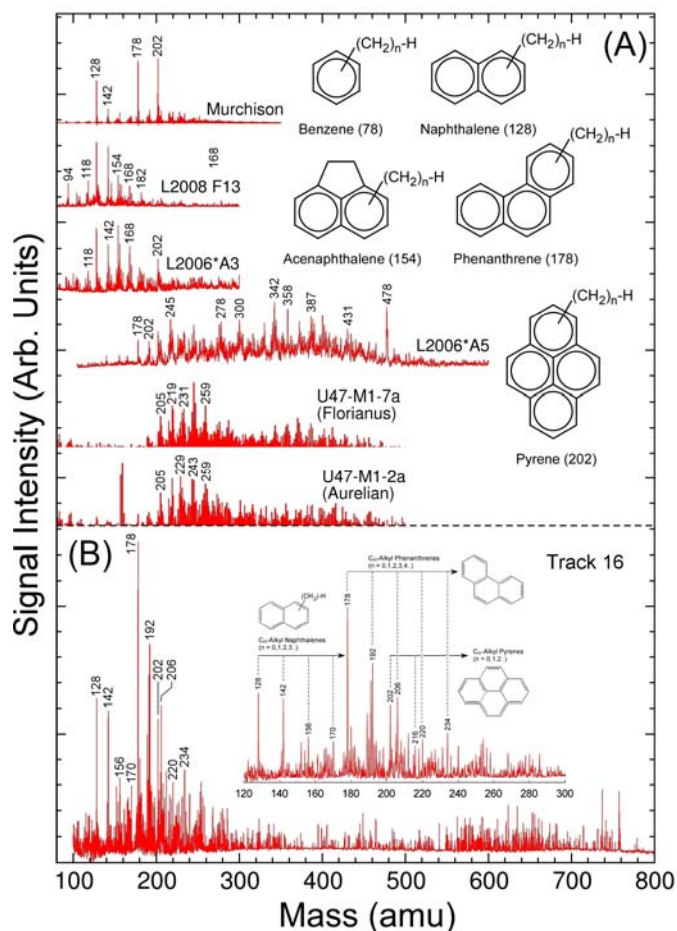 (A)
128
142
178
202
Murchison
(CH2)n-H
Benzene (78)
(CH2)n-H
Naphthalene (128)
94
118
154
168
182
168
L2008 F13
(CH2)n-H
Acenaphthalene (154)
(CH2)n-H
Phenanthrene (178)
118
142
168
202
L2006*A3
178
202
245
278
300
342
358
387
431
478
L2006*A5
(CH2)n-H
Pyrene (202)
205
219
231
259
U47-M1-7a
(Florianus)
205
229
243
259
U47-M1-2a
(Aurelian)
Signal Intensity (Arb. Units)
(B)
Track 16
128
142
156
170
178
192
202
206
220
234
Cn-Alkyl Phenanthrenes
(n = 0,1,2,3,4..)
(CH2)-H
Cn-Alkyl Naphthalenes
(n = 0,1,2,3..)
Cn-Alkyl Pyrenes
(n = 0,1,2..)
128
142
156
170
178
192
202
206
216
220
234
120 140 160 180 200 220 240 260 280 300
100 200 300 400 500 600 700 800
Mass (amu)